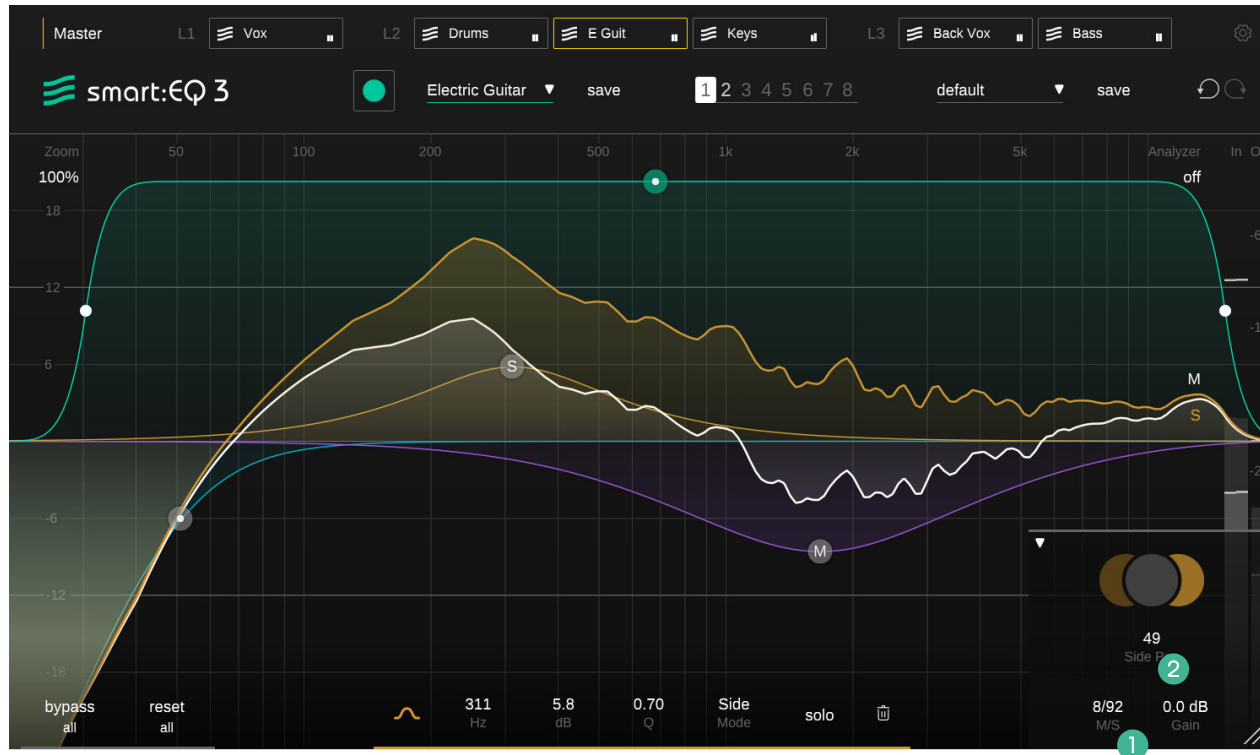 Master L1 Vox L2 Drums E Guit Keys L3 Back Vox Bass
smart:EQ 3 Electric Guitar save 1 2 3 4 5 6 7 8 default save
Zoom 50 100 200 500 1k 2k 5k Analyzer In
100% off
18
-6
12
6
S
M
S
-6
M
-12
49
Side
2
-18
bypass all
reset all
311 Hz
5.8 dB
0.70 Q
Side Mode
solo
8/92 M/S
0.0 dB Gain
1